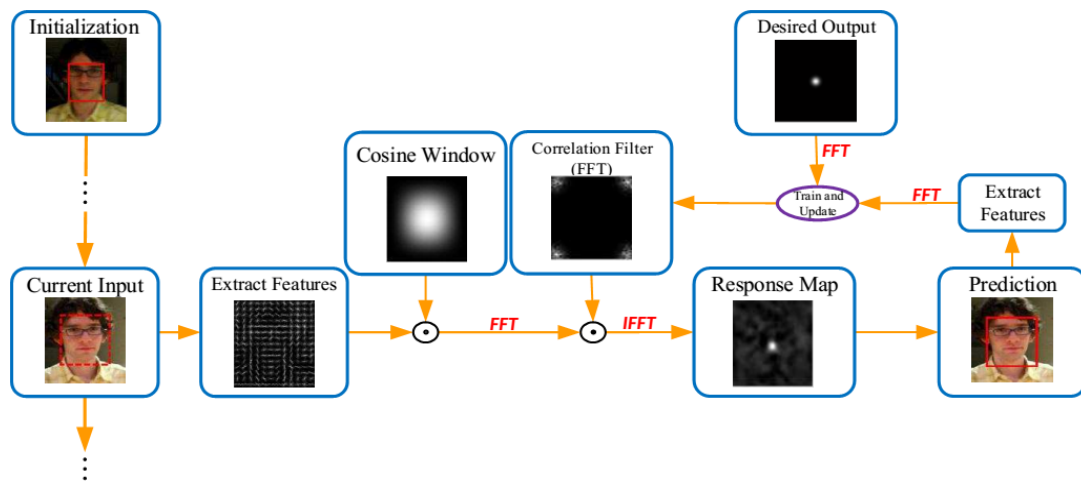 Initialization
Desired Output
Cosine Window
Correlation Filter
(FFT)
FFT
Train and
Update
FFT
Extract
Features
Current Input
Extract Features
FFT
IFFT
Response Map
Prediction